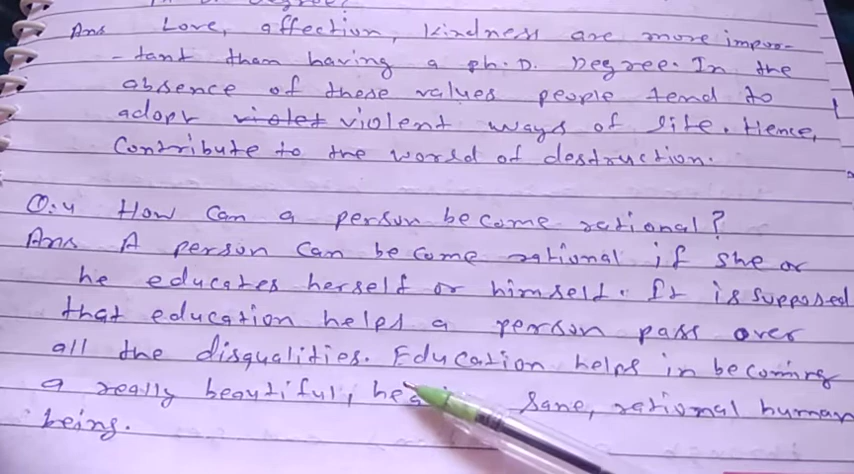 Degree?
Ans Love, affection, kindness are more impor-
-tant than having a ph.D. Degree. In the
absence of these values people tend to
adopt violet violent ways of life. Hence,
Contribute to the world of destruction.
Q.4 How can a person become rational?
Ans A person can become rational if she or
he educates herself or himself. It is supposed
that education helps a person pass over
all the disqualities. Education helps in becoming
a really beautiful, sane, rational human
being.